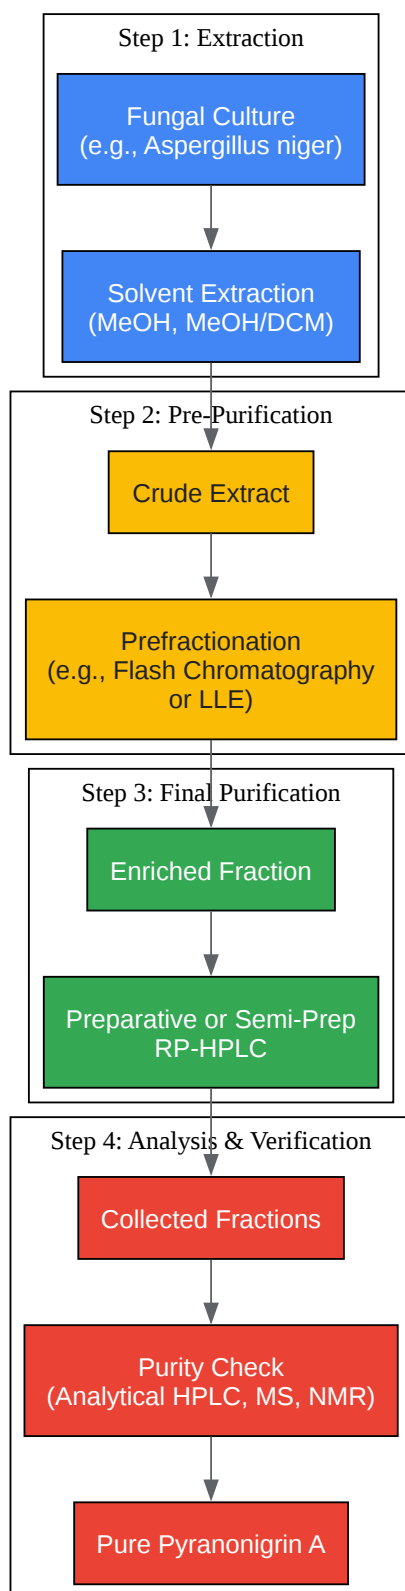 Step 1: Extraction
Fungal Culture
(e.g., Aspergillus niger)
Solvent Extraction
(MeOH, MeOH/DCM)
Step 2: Pre-Purification
Crude Extract
Prefractionation
(e.g., Flash Chromatography
or LLE)
Step 3: Final Purification
Enriched Fraction
Preparative or Semi-Prep
RP-HPLC
Step 4: Analysis & Verification
Collected Fractions
Purity Check
(Analytical HPLC, MS, NMR)
Pure Pyranonigrin A